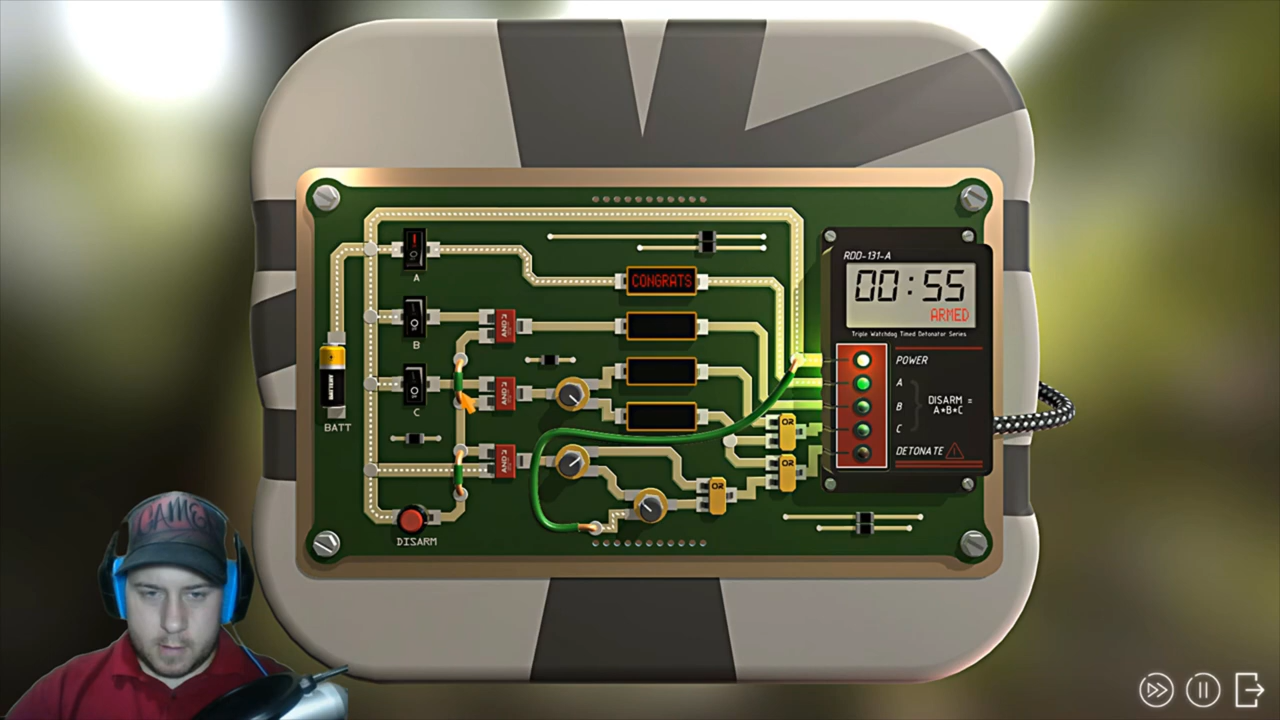 RDD-131-A
00:55
ARMED
Triple Watchdog Timed Detonator Series
A
CONGRATS
B
AND
POWER
A
B
C
DISARM =
A*B*C
DETONATE
AND
C
BATT
OR
AND
OR
OR
DISARM
GAME